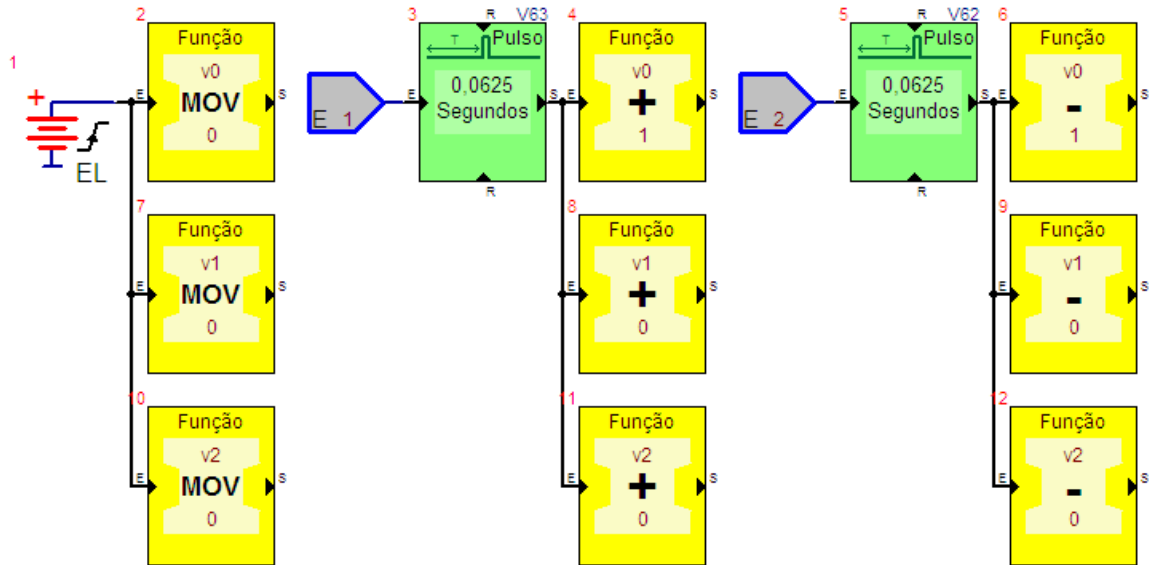 1
+
EL
2
Função
E v0 S
MOV
0
7
Função
E v1 S
MOV
0
10
Função
E v2 S
MOV
0
E 1
3 R V63
T Pulso
E 0,0625 S
Segundos
R
4
Função
E v0 S
+
1
8
Função
E v1 S
+
0
11
Função
E v2 S
+
0
E 2
5 R V62
T Pulso
E 0,0625 S
Segundos
R
6
Função
E v0 S
-
1
9
Função
E v1 S
-
0
12
Função
E v2 S
-
0